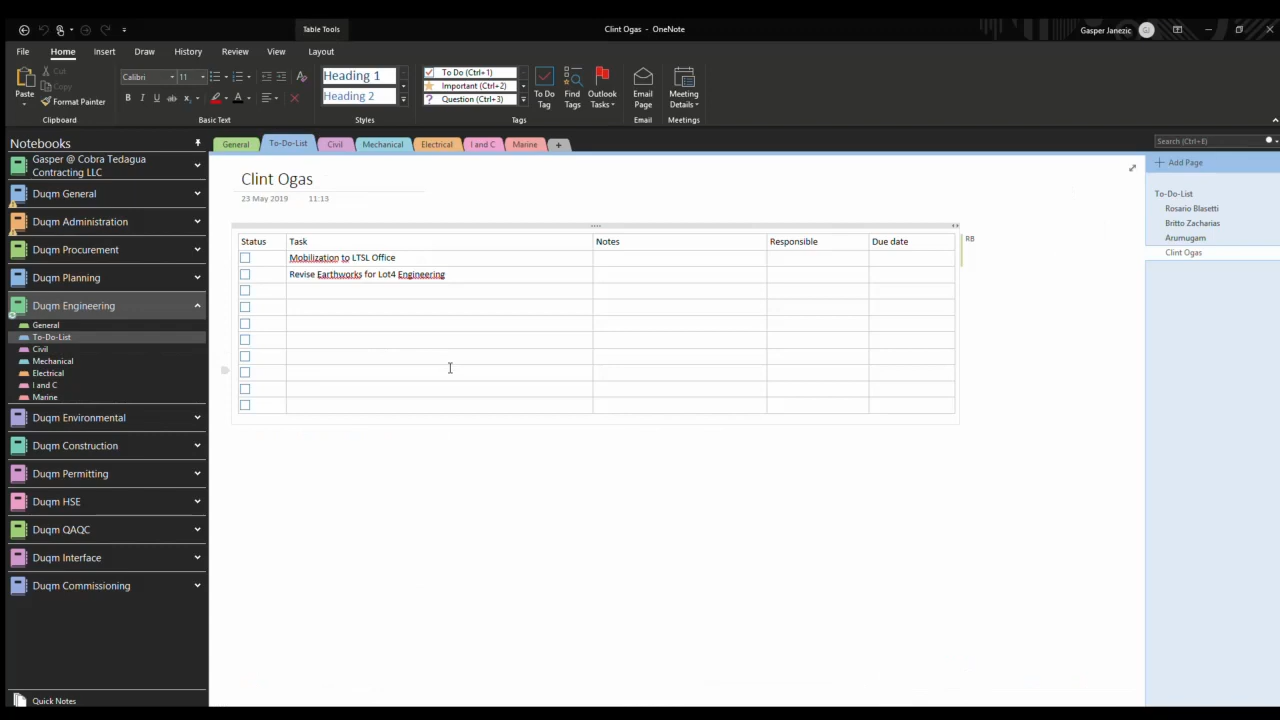 Table Tools
Clint Ogas - OneNote
Gasper Janezic
File
Home
Insert
Draw
History
Review
View
Layout
Paste
Cut
Copy
Format Painter
Clipboard
Calibri
11
B
I
U
ab
x
A
Basic Text
Heading 1
Heading 2
Styles
To Do (Ctrl+1)
Important (Ctrl+2)
? Question (Ctrl+3)
To Do
Tag
Find
Tags
Outlook
Tasks
Tags
Email
Page
Email
Meeting
Details
Meetings
Notebooks
General
To-Do-List
Civil
Mechanical
Electrical
I and C
Marine
+
Search (Ctrl+E)
Gasper @ Cobra Tedagua
Contracting LLC
Duqm General
Duqm Administration
Duqm Procurement
Duqm Planning
Duqm Engineering
General
To-Do-List
Civil
Mechanical
Electrical
I and C
Marine
Duqm Environmental
Duqm Construction
Duqm Permitting
Duqm HSE
Duqm QAQC
Duqm Interface
Duqm Commissioning
Quick Notes
Clint Ogas
23 May 2019 11:13
Status Task Notes Responsible Due date
Mobilization to LTSL Office
Revise Earthworks for Lot4 Engineering
RB
Add Page
To-Do-List
Rosario Blasetti
Britto Zacharias
Arumugam
Clint Ogas